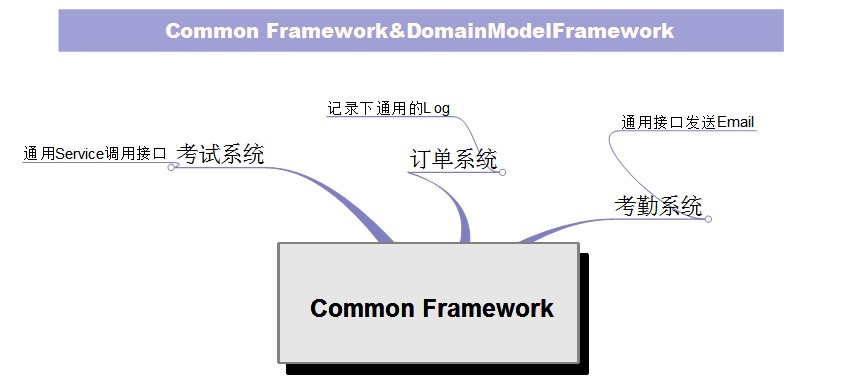 Common Framework&DomainModelFramework
记录下通用的Log
通用接口发送Email
通用Service调用接口
考试系统
订单系统
考勤系统
Common Framework